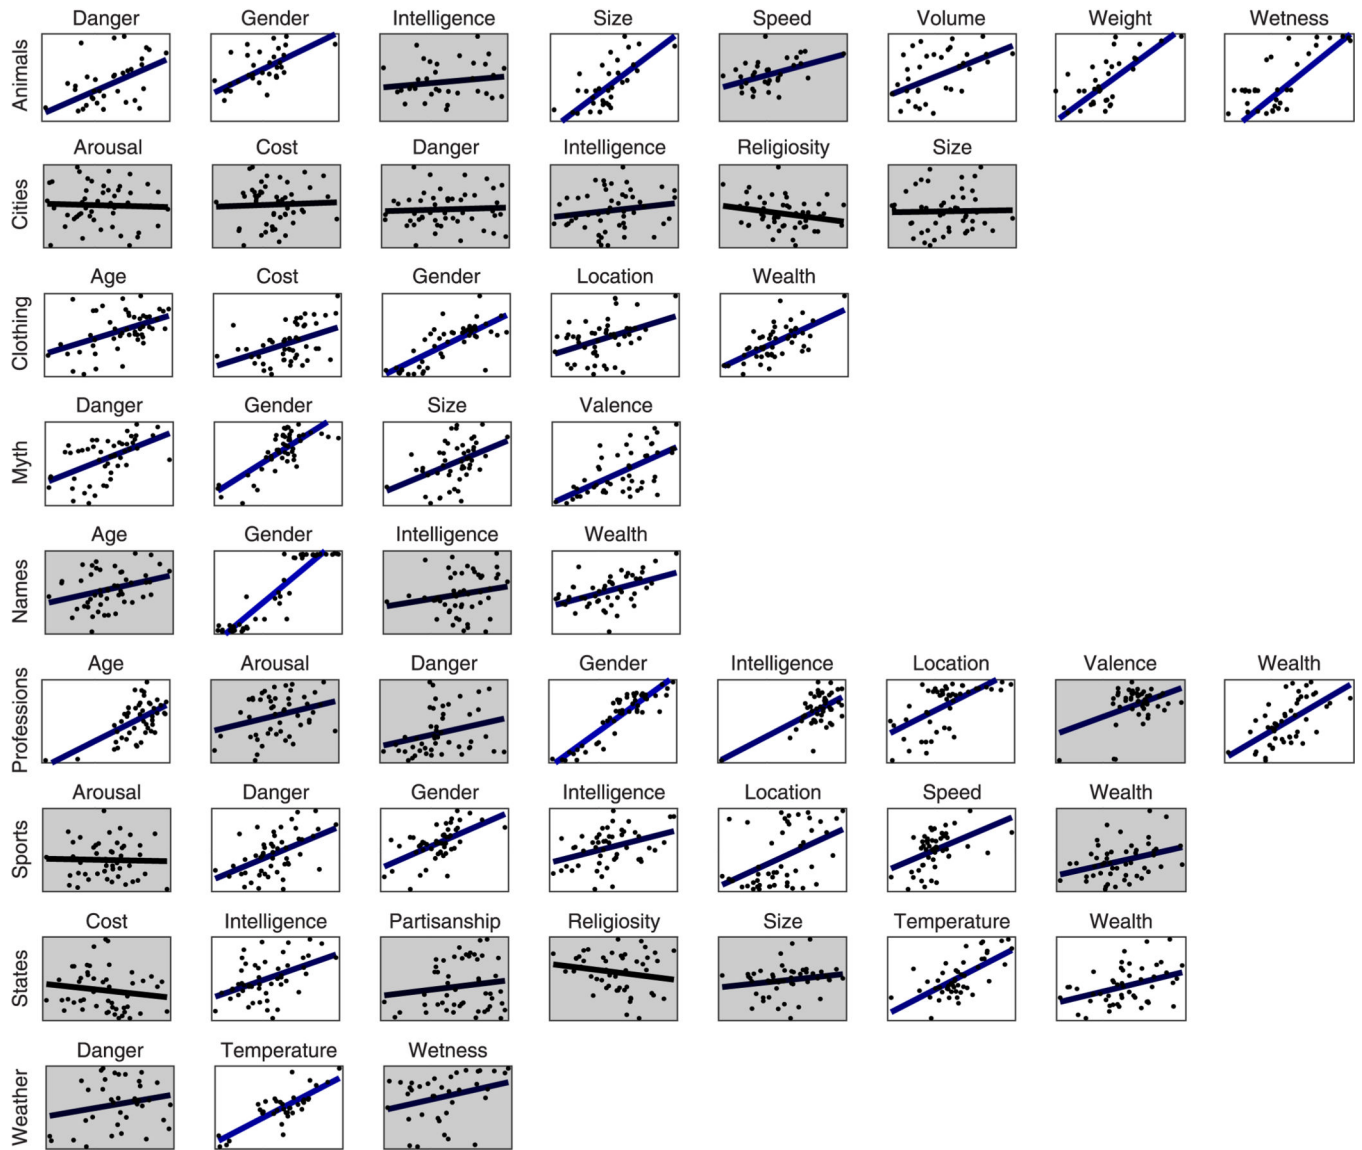 Danger Gender Intelligence Size Speed Volume Weight Wetness
Animals
Arousal Cost Danger Intelligence Religiosity Size
Cities
Age Cost Gender Location Wealth
Clothing
Danger Gender Size Valence
Myth
Age Gender Intelligence Wealth
Names
Age Arousal Danger Gender Intelligence Location Valence Wealth
Professions
Arousal Danger Gender Intelligence Location Speed Wealth
Sports
Cost Intelligence Partisanship Religiosity Size Temperature Wealth
States
Danger Temperature Wetness
Weather